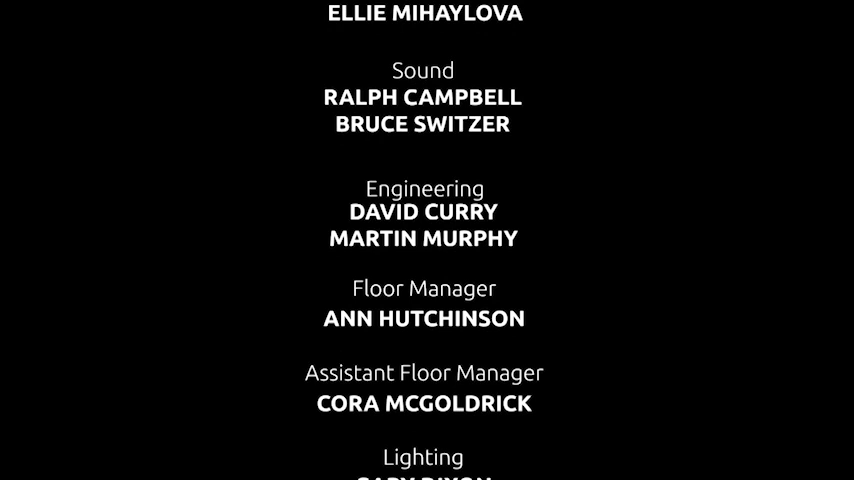 ELLIE MIHAYLOVA
Sound
RALPH CAMPBELL
BRUCE SWITZER
Engineering
DAVID CURRY
MARTIN MURPHY
Floor Manager
ANN HUTCHINSON
Assistant Floor Manager
CORA MCGOLDRICK
Lighting